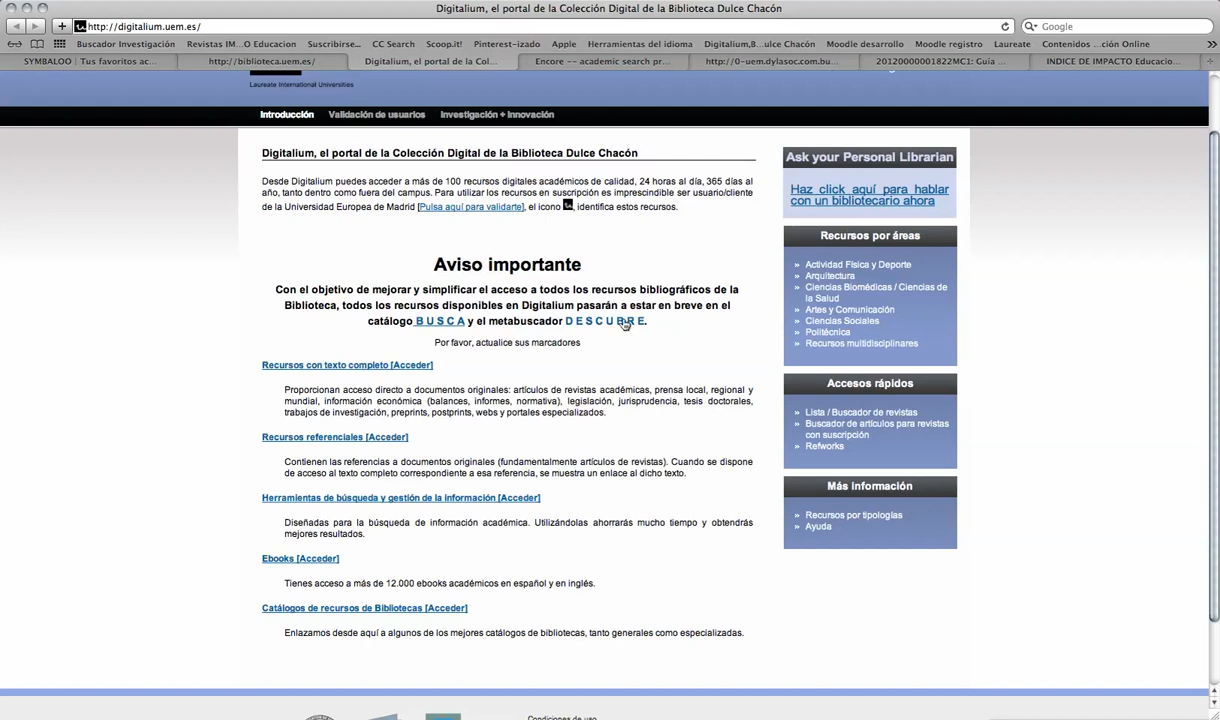 Digitalium, el portal de la Colección Digital de la Biblioteca Dulce Chacón
http://digitalium.uem.es/
Google
Buscador Investigación Revistas IM...O Educacion Suscribirse... CC Search Scoop.it! Pinterest-izado Apple Herramientas del idioma Digitalium,B...ulce Chacón Moodle desarrollo Moodle registro Laureate Contenidos ...ción Online
SYMBALOO | Tus favoritos ac... http://biblioteca.uem.es/ Digitalium, el portal de la Col... Encore -- academic search pr... http://0-uem.dylasoc.com.bu... 20120000001822MC1: Guía ... INDICE DE IMPACTO Educacio...
Laureate International Universities
Introducción Validación de usuarios Investigación + Innovación
Digitalium, el portal de la Colección Digital de la Biblioteca Dulce Chacón
Desde Digitalium puedes acceder a más de 100 recursos digitales académicos de calidad, 24 horas al día, 365 días al
año, tanto dentro como fuera del campus. Para utilizar los recursos en suscripción es imprescindible ser usuario/cliente
de la Universidad Europea de Madrid [Pulsa aquí para validarte], el icono , identifica estos recursos.
Aviso importante
Con el objetivo de mejorar y simplificar el acceso a todos los recursos bibliográficos de la
Biblioteca, todos los recursos disponibles en Digitalium pasarán a estar en breve en el
catálogo B U S C A y el metabuscador D E S C U B R E.
Por favor, actualice sus marcadores
Recursos con texto completo [Acceder]
Proporcionan acceso directo a documentos originales: artículos de revistas académicas, prensa local, regional y
mundial, información económica (balances, informes, normativa), legislación, jurisprudencia, tesis doctorales,
trabajos de investigación, preprints, postprints, webs y portales especializados.
Recursos referenciales [Acceder]
Contienen las referencias a documentos originales (fundamentalmente artículos de revistas). Cuando se dispone
de acceso al texto completo correspondiente a esa referencia, se muestra un enlace al dicho texto.
Herramientas de búsqueda y gestión de la información [Acceder]
Diseñadas para la búsqueda de información académica. Utilizándolas ahorrarás mucho tiempo y obtendrás
mejores resultados.
Ebooks [Acceder]
Tienes acceso a más de 12.000 ebooks académicos en español y en inglés.
Catálogos de recursos de Bibliotecas [Acceder]
Enlazamos desde aquí a algunos de los mejores catálogos de bibliotecas, tanto generales como especializadas.
Ask your Personal Librarian
Haz click aquí para hablar
con un bibliotecario ahora
Recursos por áreas
» Actividad Física y Deporte
» Arquitectura
» Ciencias Biomédicas / Ciencias de
la Salud
» Artes y Comunicación
» Ciencias Sociales
» Politécnica
» Recursos multidisciplinares
Accesos rápidos
» Lista / Buscador de revistas
» Buscador de artículos para revistas
con suscripción
» Refworks
Más información
» Recursos por tipologías
» Ayuda
Condiciones de uso